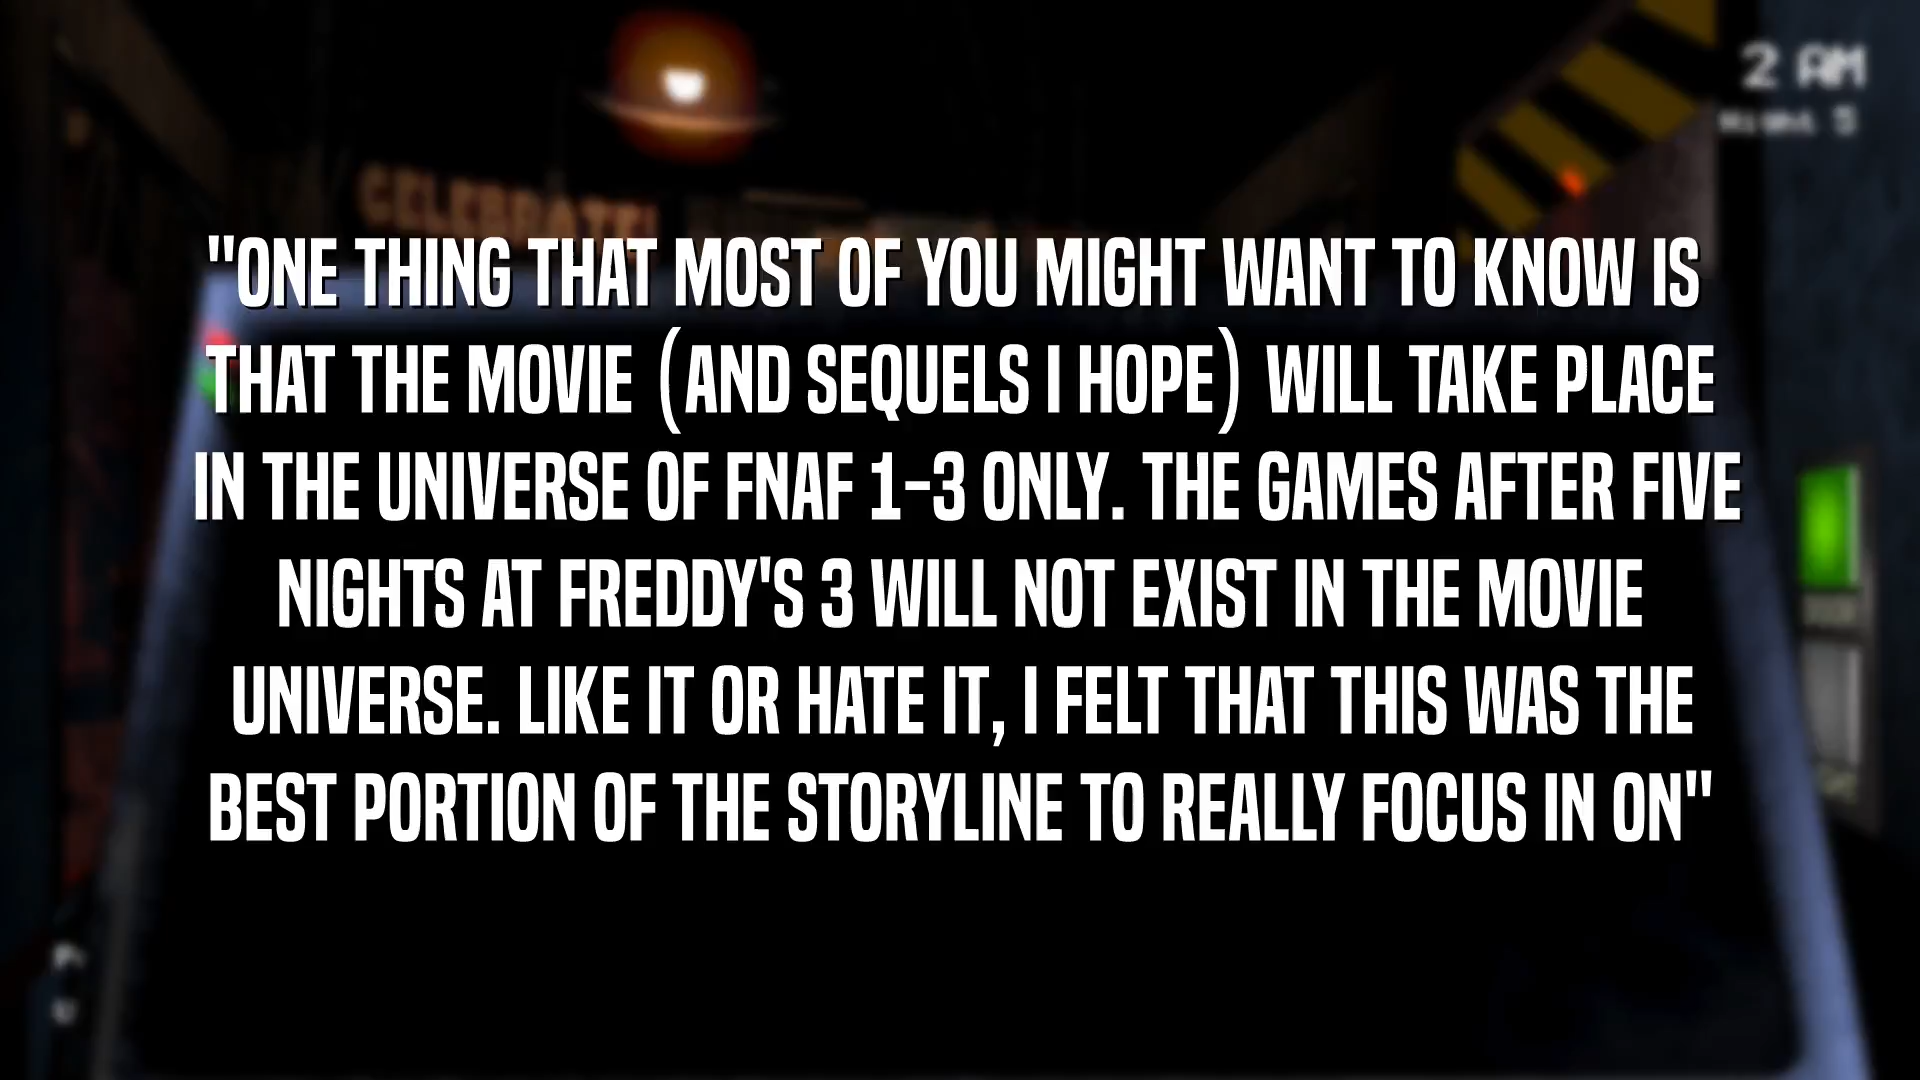 2 AM
Night 5
CELEBRATE!
"ONE THING THAT MOST OF YOU MIGHT WANT TO KNOW IS
THAT THE MOVIE (AND SEQUELS I HOPE) WILL TAKE PLACE
IN THE UNIVERSE OF FNAF 1-3 ONLY. THE GAMES AFTER FIVE
NIGHTS AT FREDDY'S 3 WILL NOT EXIST IN THE MOVIE
UNIVERSE. LIKE IT OR HATE IT, I FELT THAT THIS WAS THE
BEST PORTION OF THE STORYLINE TO REALLY FOCUS IN ON"